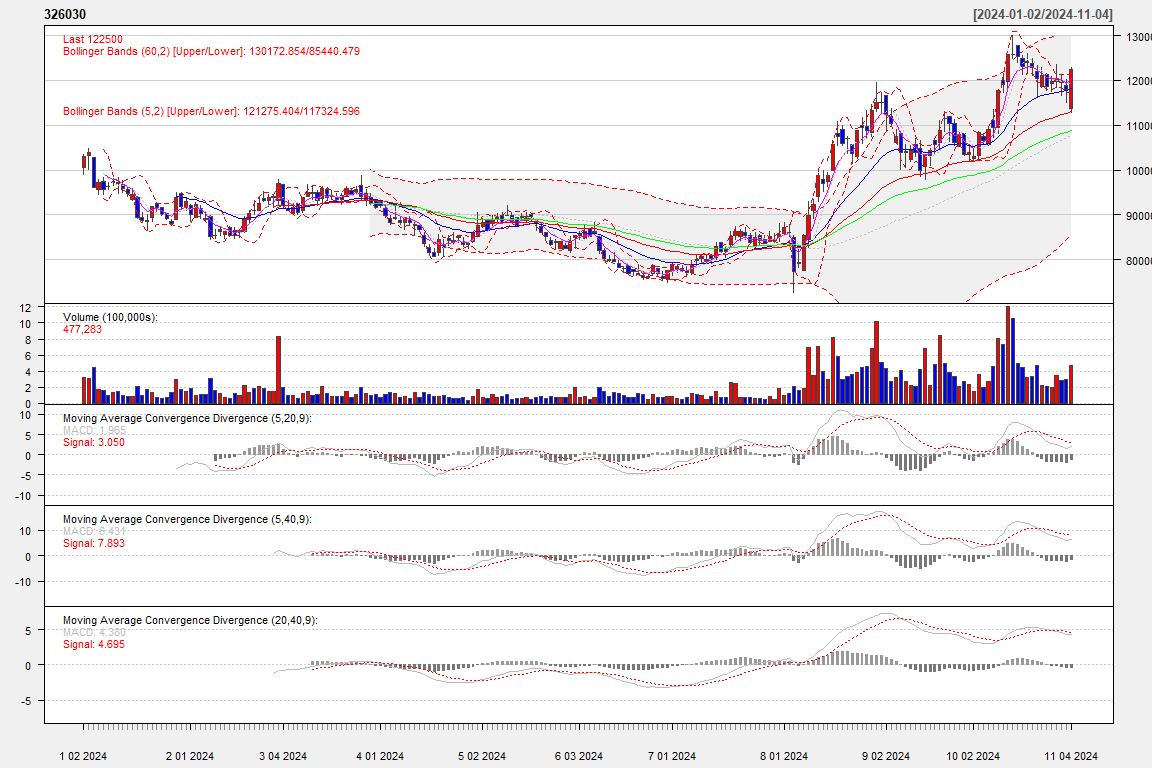 326030
[2024-01-02/2024-11-04]
Last 122500
Bollinger Bands (60,2) [Upper/Lower]: 130172.854/85440.479
Bollinger Bands (5,2) [Upper/Lower]: 121275.404/117324.596
13000
12000
11000
10000
90000
80000
Volume (100,000s):
477,283
12
10
8
6
4
2
0
Moving Average Convergence Divergence (5,20,9):
MACD: 1.965
Signal: 3.050
10
5
0
-5
-10
Moving Average Convergence Divergence (5,40,9):
MACD: 6.431
Signal: 7.893
10
0
-10
Moving Average Convergence Divergence (20,40,9):
MACD: 4.380
Signal: 4.695
5
0
-5
1 02 2024
2 01 2024
3 04 2024
4 01 2024
5 02 2024
6 03 2024
7 01 2024
8 01 2024
9 02 2024
10 02 2024
11 04 2024